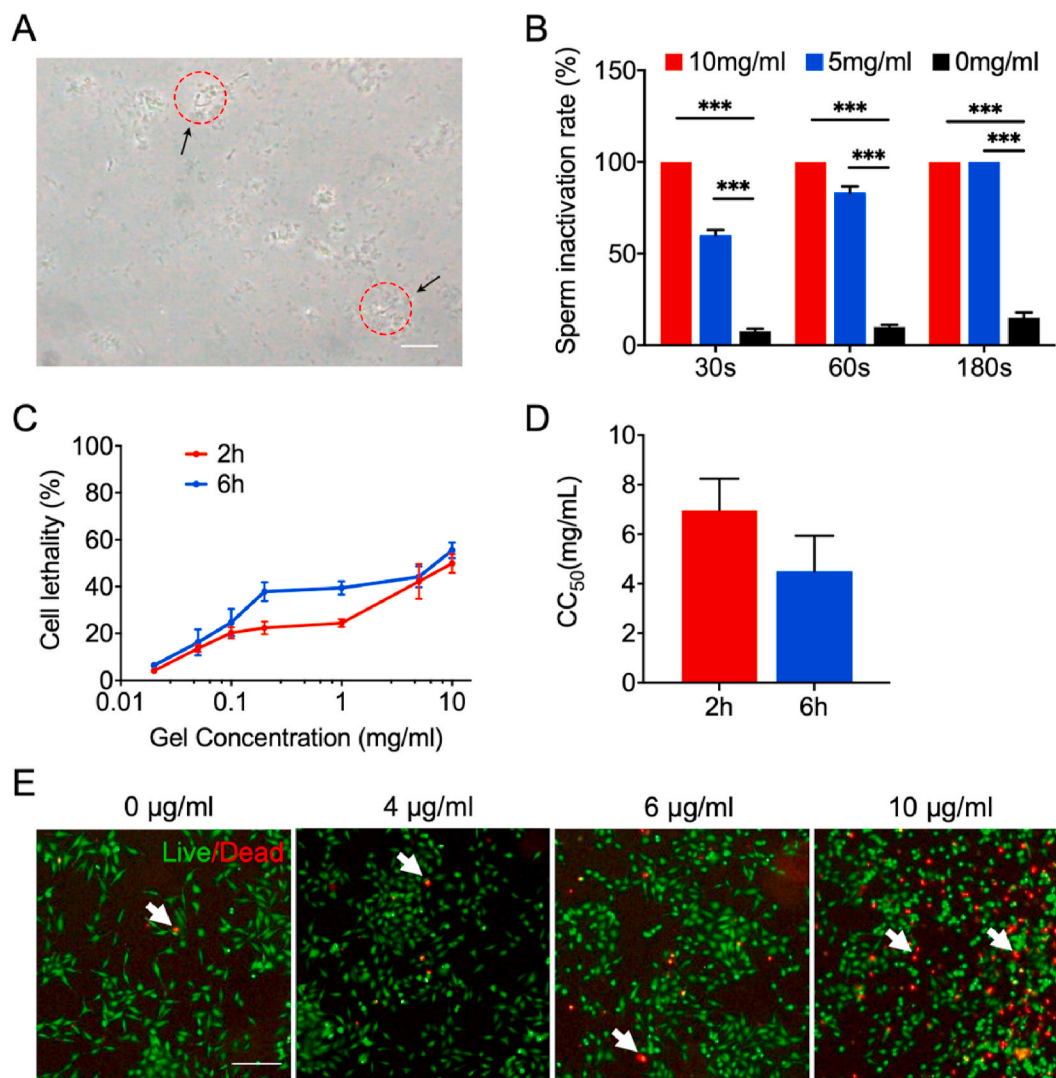 A
B
10mg/ml 5mg/ml 0mg/ml
Sperm inactivation rate (%)
150
100
50
0
*** *** ***
*** *** ***
30s 60s 180s
C
2h
6h
Cell lethality (%)
100
80
60
40
20
0
0.01 0.1 1 10
Gel Concentration (mg/ml)
D
CC50(mg/mL)
10
8
6
4
2
0
2h 6h
E
0 µg/ml 4 µg/ml 6 µg/ml 10 µg/ml
Live/Dead